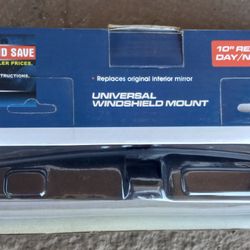 D SAVE
LER PRICES.
NSTRUCTIONS.
• Replaces original interior mirror
UNIVERSAL
WINDSHIELD MOUNT
10" RE
DAY/N